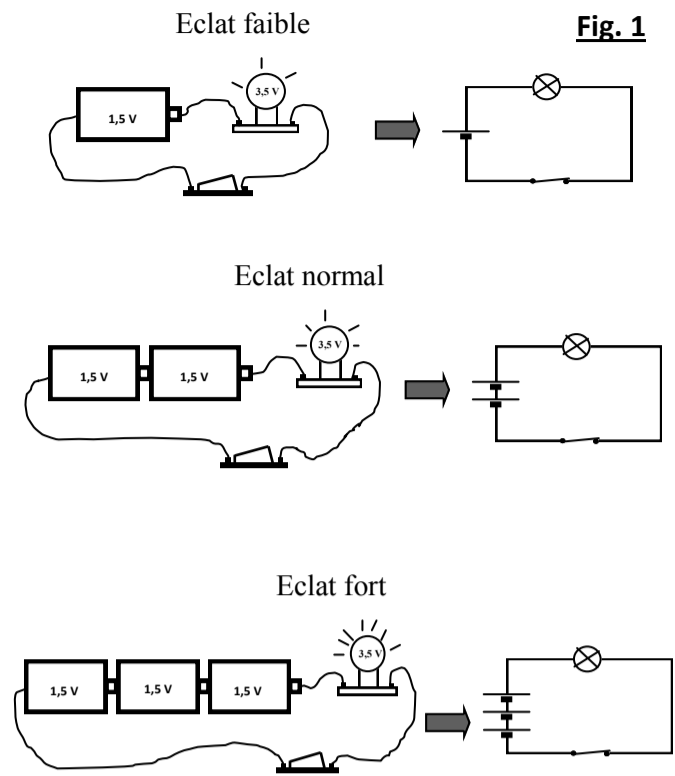 Eclat faible
Fig. 1
3,5 V
1,5 V
Eclat normal
3,5 V
1,5 V
1,5 V
Eclat fort
3,5 V
1,5 V
1,5 V
1,5 V